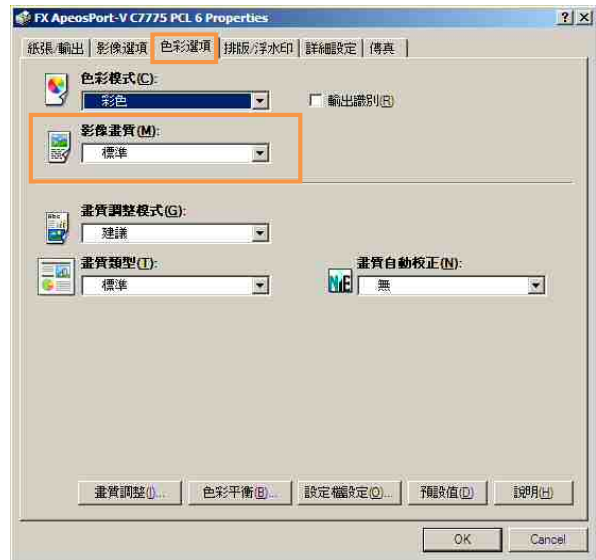 FX ApeosPort-V C7775 PCL 6 Properties
紙張/輸出 影像選項 色彩選項 排版/浮水印 詳細設定 傳真
色彩模式(C):
彩色
輸出識別(R)
影像畫質(M):
標準
畫質調整模式(G):
建議
畫質類型(T):
標準
畫質自動校正(N):
無
畫質調整(J)... 色彩平衡(B)... 設定檔設定(O)... 預設值(D) 說明(H)
OK Cancel